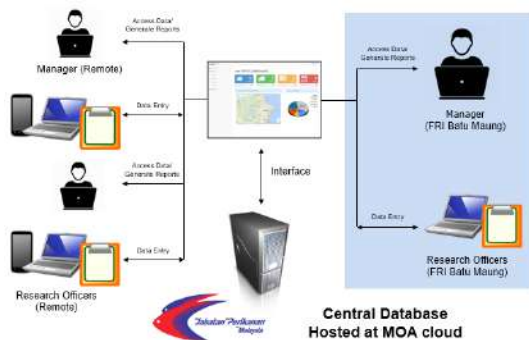 Access Data/
Generate Reports
Manager (Remote)
Data Entry
Access Data/
Generate Reports
Data Entry
Research Officers
(Remote)
Interface
Access Data/
Generate Reports
Manager
(FRI Batu Maung)
Data Entry
Research Officers
(FRI Batu Maung)
Jabatan Perikanan
Malaysia
Central Database
Hosted at MOA cloud